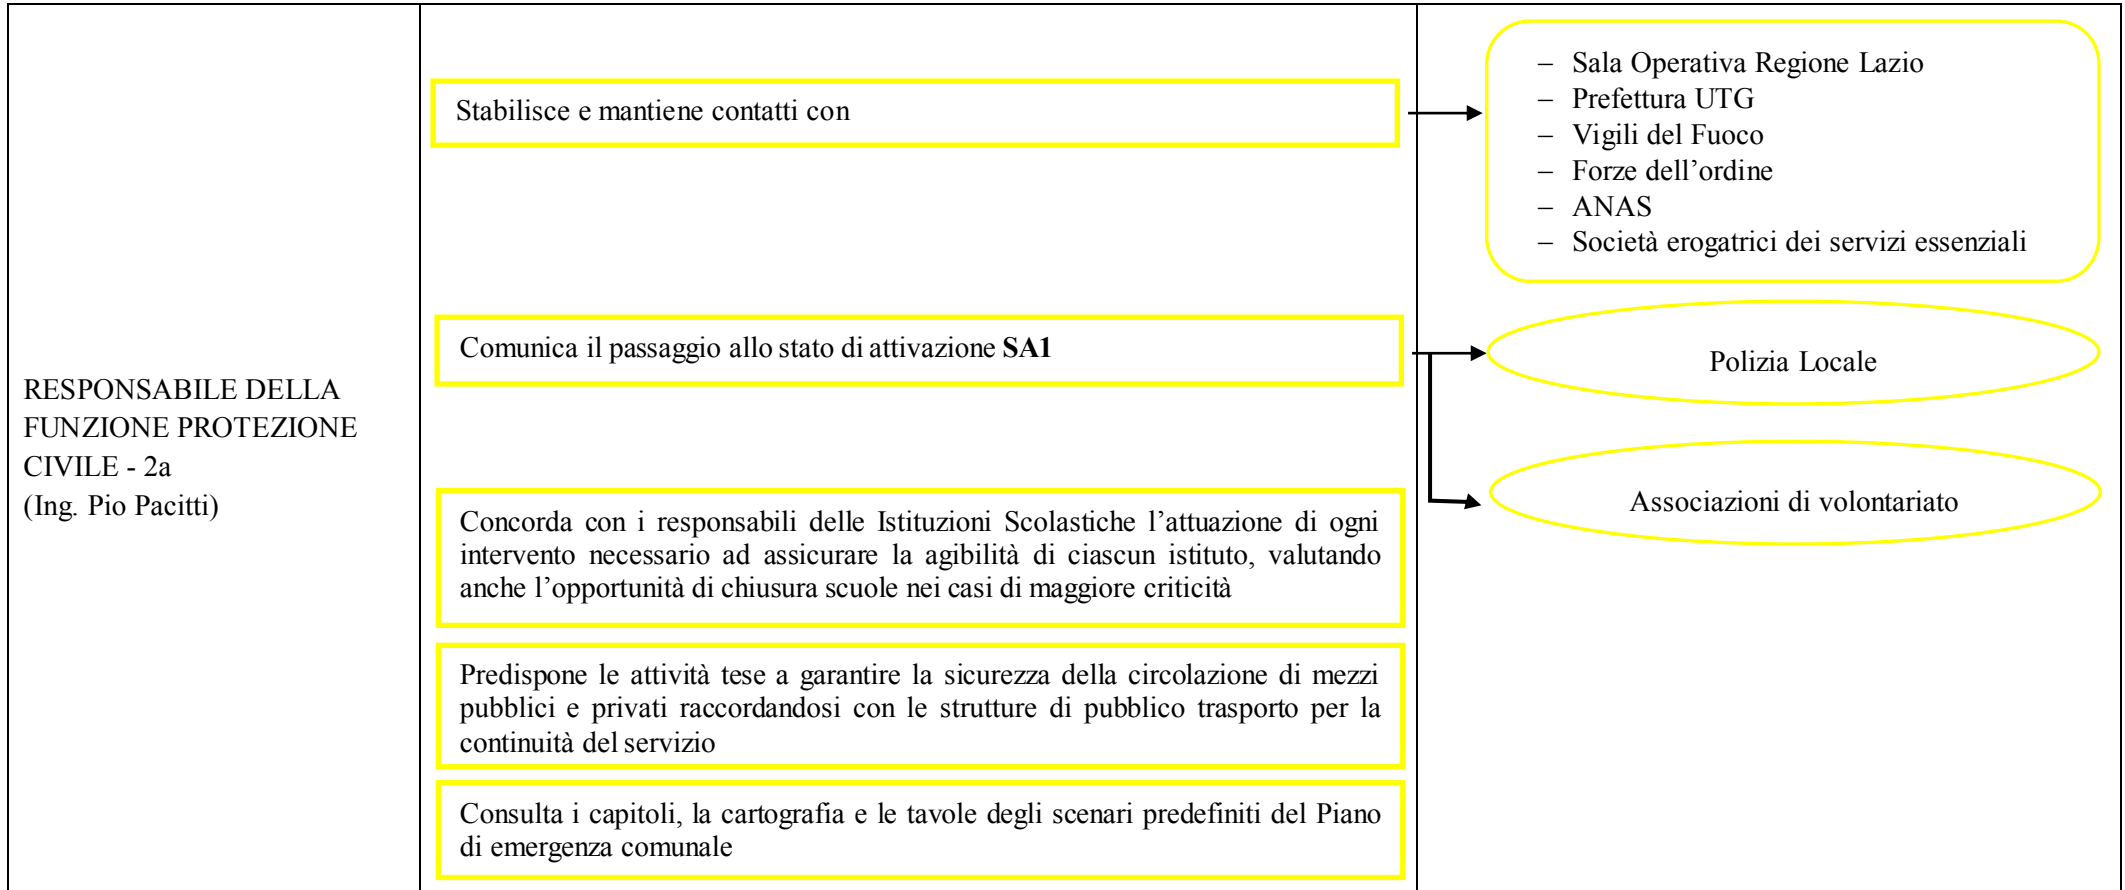 RESPONSABILE DELLA
FUNZIONE PROTEZIONE
CIVILE - 2a
(Ing. Pio Pacitti)
Stabilisce e mantiene contatti con
– Sala Operativa Regione Lazio
– Prefettura UTG
– Vigili del Fuoco
– Forze dell’ordine
– ANAS
– Società erogatrici dei servizi essenziali
Comunica il passaggio allo stato di attivazione SA1
Polizia Locale
Associazioni di volontariato
Concorda con i responsabili delle Istituzioni Scolastiche l’attuazione di ogni
intervento necessario ad assicurare la agibilità di ciascun istituto, valutando
anche l’opportunità di chiusura scuole nei casi di maggiore criticità
Predispone le attività tese a garantire la sicurezza della circolazione di mezzi
pubblici e privati raccordandosi con le strutture di pubblico trasporto per la
continuità del servizio
Consulta i capitoli, la cartografia e le tavole degli scenari predefiniti del Piano
di emergenza comunale